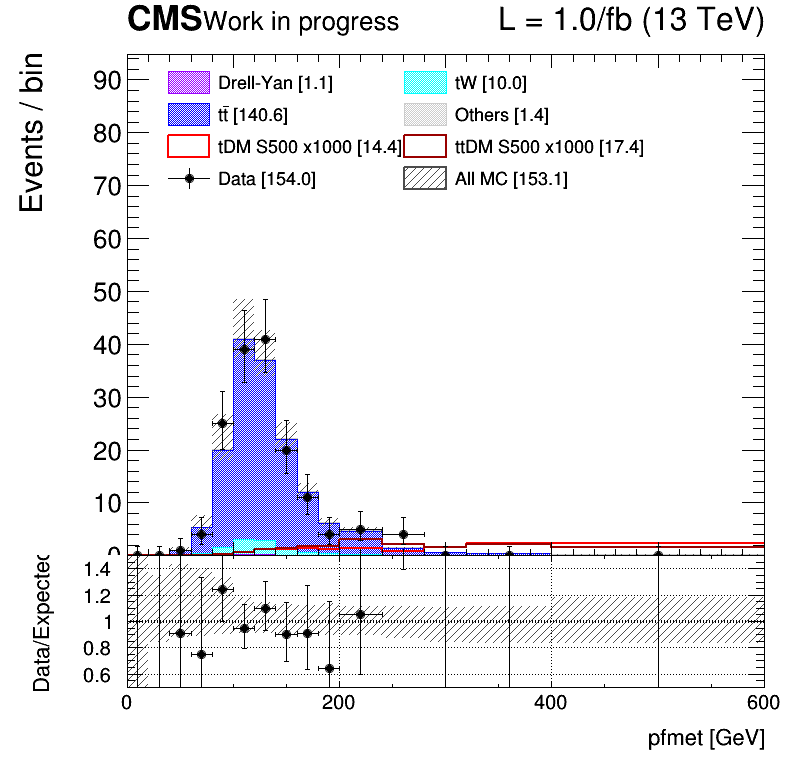 CMS Work in progress L = 1.0/fb (13 TeV)
Events / bin
90
80
70
60
50
40
30
20
10
0
Drell-Yan [1.1] tW [10.0]
tt̄ [140.6] Others [1.4]
tDM S500 x1000 [14.4] ttDM S500 x1000 [17.4]
Data [154.0] All MC [153.1]
Data/Expected
1.4
1.2
1
0.8
0.6
0 200 400 600
pfmet [GeV]